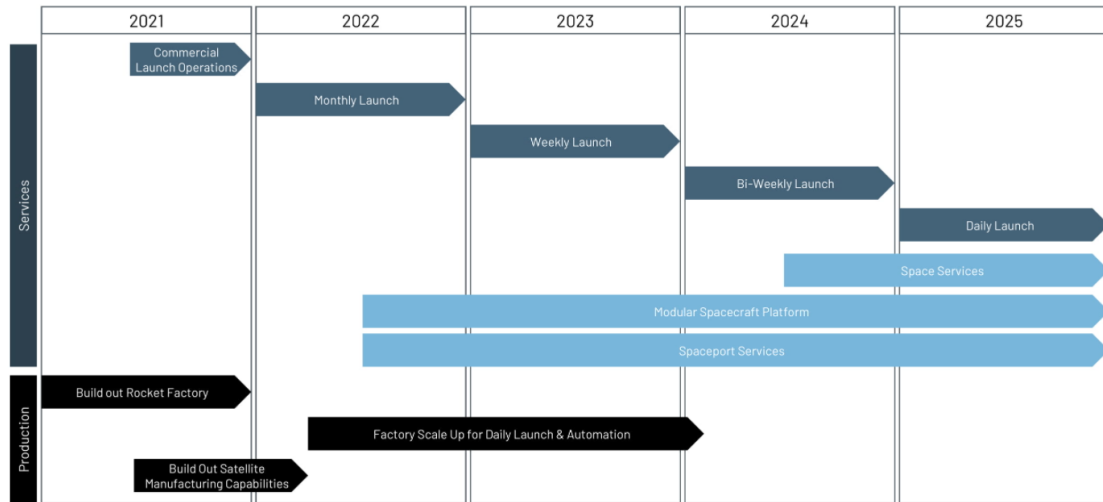 2021
2022
2023
2024
2025
Services
Commercial
Launch Operations
Monthly Launch
Weekly Launch
Bi-Weekly Launch
Daily Launch
Space Services
Modular Spacecraft Platform
Spaceport Services
Production
Build out Rocket Factory
Factory Scale Up for Daily Launch & Automation
Build Out Satellite
Manufacturing Capabilities